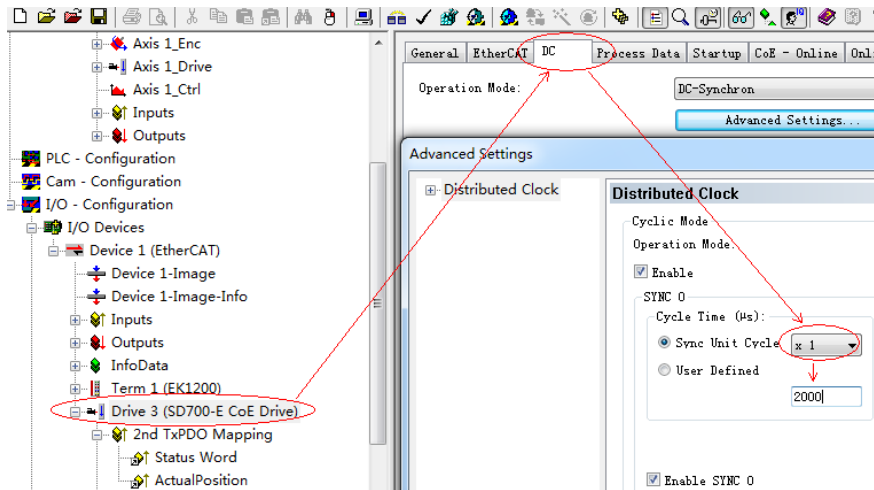 Axis 1_Enc
Axis 1_Drive
Axis 1_Ctrl
Inputs
Outputs
PLC - Configuration
Cam - Configuration
I/O - Configuration
I/O Devices
Device 1 (EtherCAT)
Device 1-Image
Device 1-Image-Info
Inputs
Outputs
InfoData
Term 1 (EK1200)
Drive 3 (SD700-E CoE Drive)
2nd TxPDO Mapping
Status Word
ActualPosition
General EtherCAT DC Process Data Startup CoE - Online Onl
Operation Mode: DC-Synchron
Advanced Settings...
Advanced Settings
Distributed Clock
Distributed Clock
Cyclic Mode
Operation Mode:
Enable
SYNC 0
Cycle Time (µs):
Sync Unit Cycle x 1
User Defined
2000
Enable SYNC 0